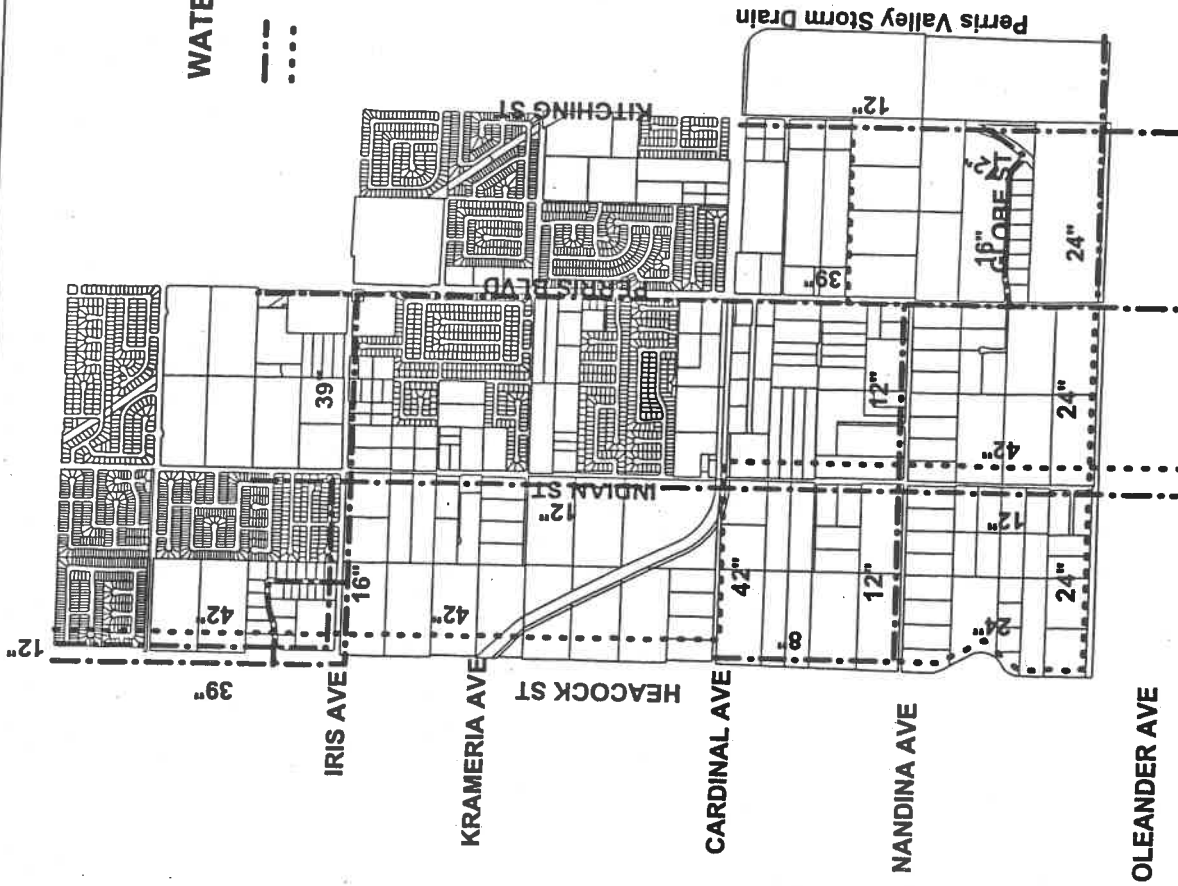 WATE
Perris Valley Storm Drain
KITCHING ST
12"
12"
GLOBE ST
16"
24"
PERRIS BLVD
39"
39"
12"
24"
42"
INDIAN ST
12"
12"
16"
42"
12"
24"
42"
42"
8"
24"
12"
39"
HEACOCK ST
IRIS AVE
KRAMERIA AVE
CARDINAL AVE
NANDINA AVE
OLEANDER AVE